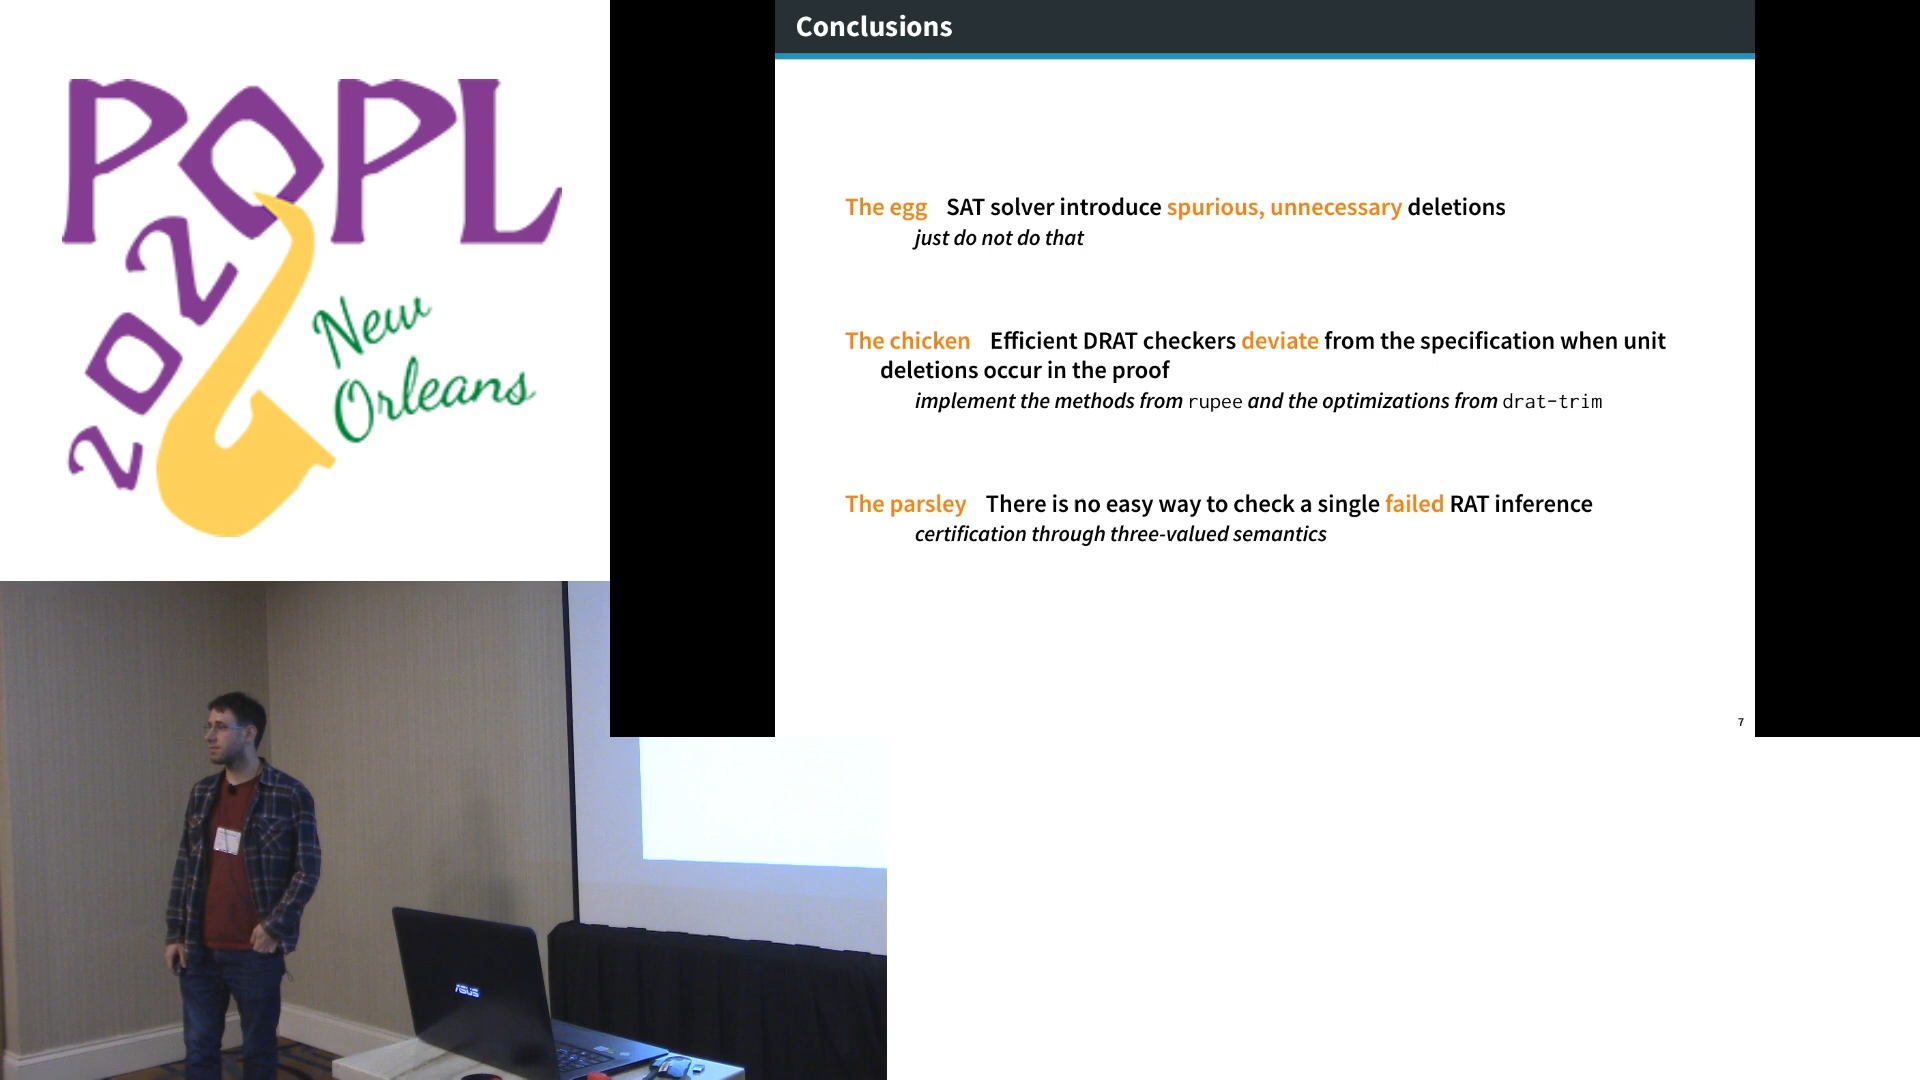 POPL
2020
New
Orleans
Conclusions
The egg SAT solver introduce spurious, unnecessary deletions
just do not do that
The chicken Efficient DRAT checkers deviate from the specification when unit
deletions occur in the proof
implement the methods from rupee and the optimizations from drat-trim
The parsley There is no easy way to check a single failed RAT inference
certification through three-valued semantics
7
ASUS